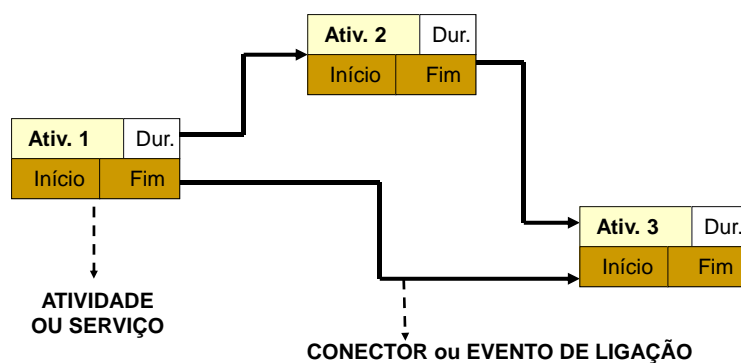 Ativ. 2 Dur.
Início Fim
Ativ. 1 Dur.
Início Fim
Ativ. 3 Dur.
Início Fim
ATIVIDADE
OU SERVIÇO
CONECTOR ou EVENTO DE LIGAÇÃO